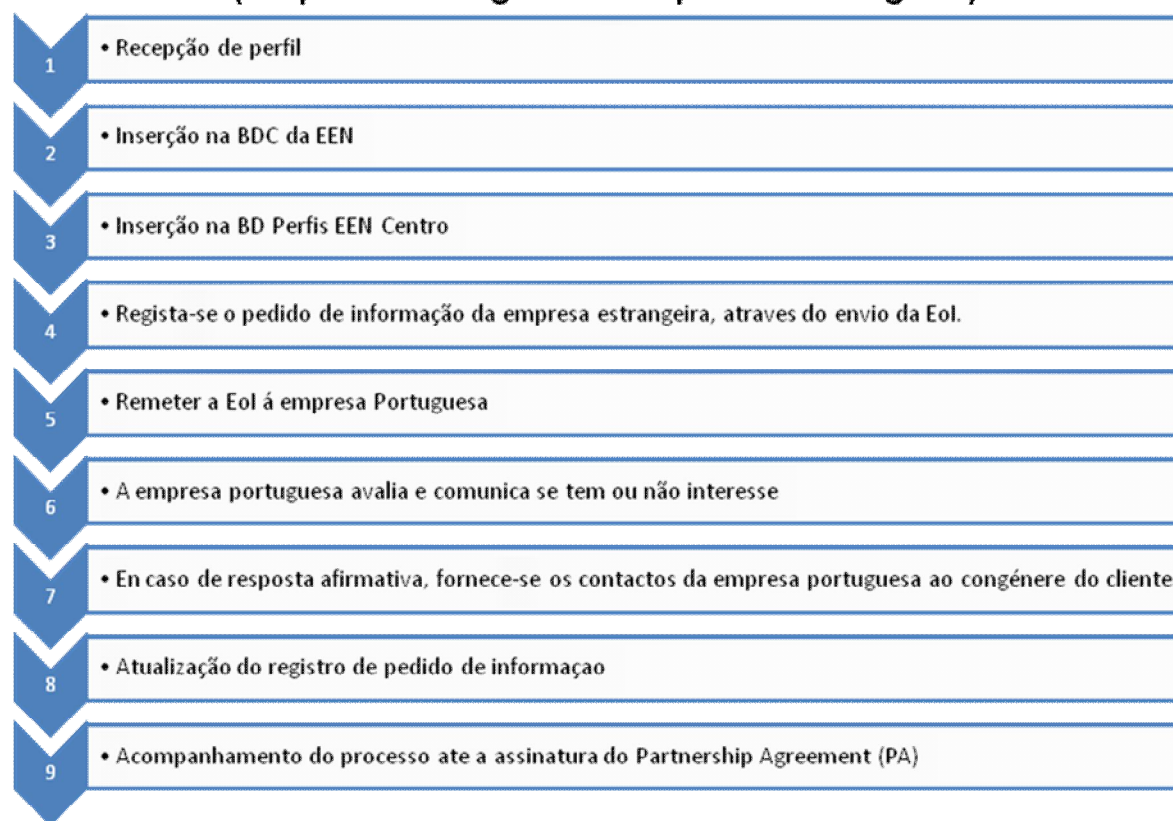 1
• Recepção de perfil
2
• Inserção na BDC da EEN
3
• Inserção na BD Perfis EEN Centro
4
• Regista-se o pedido de informação da empresa estrangeira, atraves do envio da EoI.
5
• Remeter a EoI á empresa Portuguesa
6
• A empresa portuguesa avalia e comunica se tem ou não interesse
7
• En caso de resposta afirmativa, fornece-se os contactos da empresa portuguesa ao congénere do cliente
8
• Atualização do registro de pedido de informaçao
9
• Acompanhamento do processo ate a assinatura do Partnership Agreement (PA)